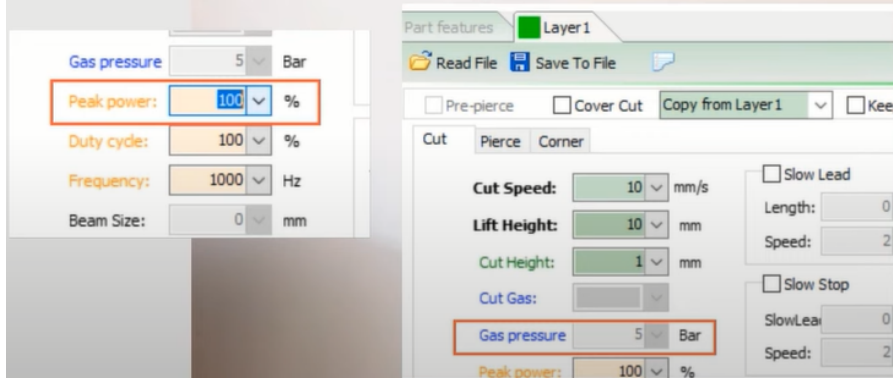 Gas pressure 5 Bar
Peak power: 100 %
Duty cycle: 100 %
Frequency: 1000 Hz
Beam Size: 0 mm
Part features Layer1
Read File Save To File
Pre-pierce Cover Cut Copy from Layer1 Kee
Cut Pierce Corner
Cut Speed: 10 mm/s
Lift Height: 10 mm
Cut Height: 1 mm
Cut Gas:
Gas pressure 5 Bar
Peak power: 100 %
Slow Lead
Length: 0
Speed: 2
Slow Stop
SlowLea 0
Speed: 2